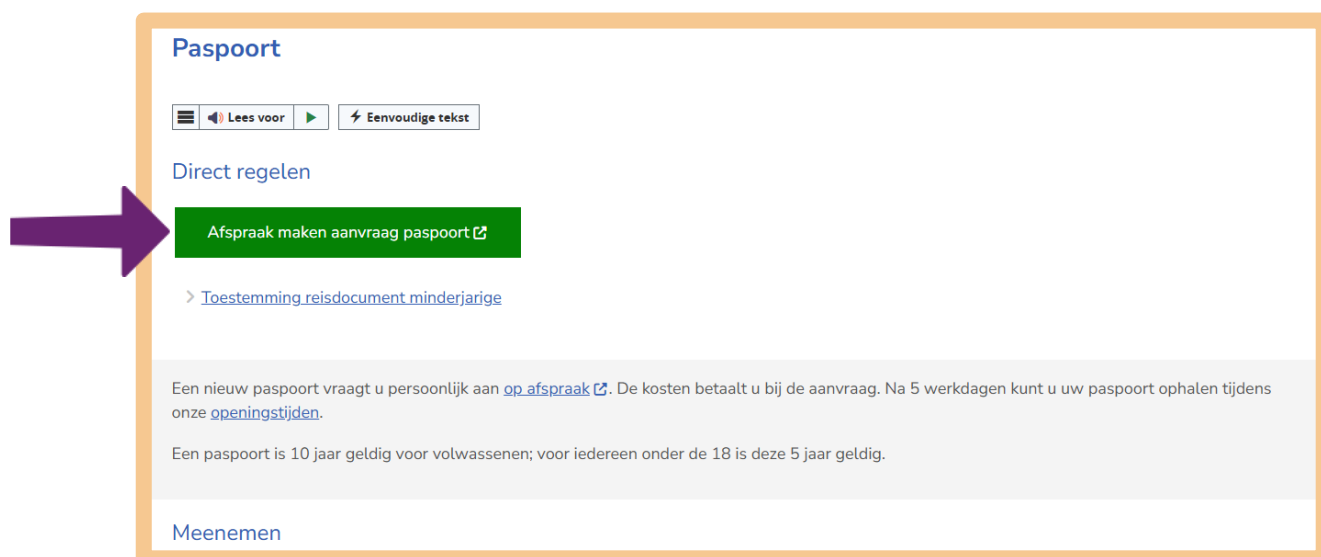 Paspoort
Lees voor
Eenvoudige tekst
Direct regelen
Afspraak maken aanvraag paspoort
Toestemming reisdocument minderjarige
Een nieuw paspoort vraagt u persoonlijk aan op afspraak. De kosten betaalt u bij de aanvraag. Na 5 werkdagen kunt u uw paspoort ophalen tijdens
onze openingstijden.
Een paspoort is 10 jaar geldig voor volwassenen; voor iedereen onder de 18 is deze 5 jaar geldig.
Meenemen